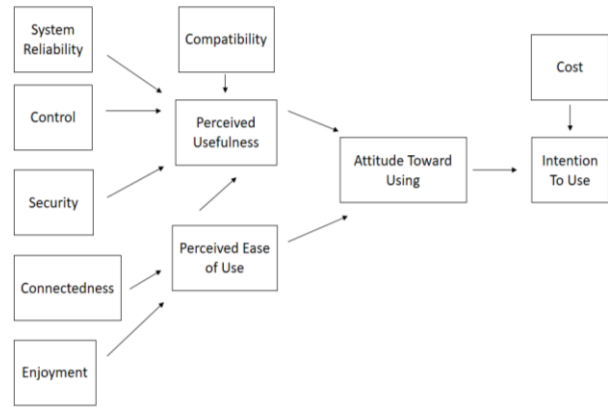 System
Reliability
Compatibility
Cost
Control
Perceived
Usefulness
Attitude Toward
Using
Intention
To Use
Security
Perceived Ease
of Use
Connectedness
Enjoyment